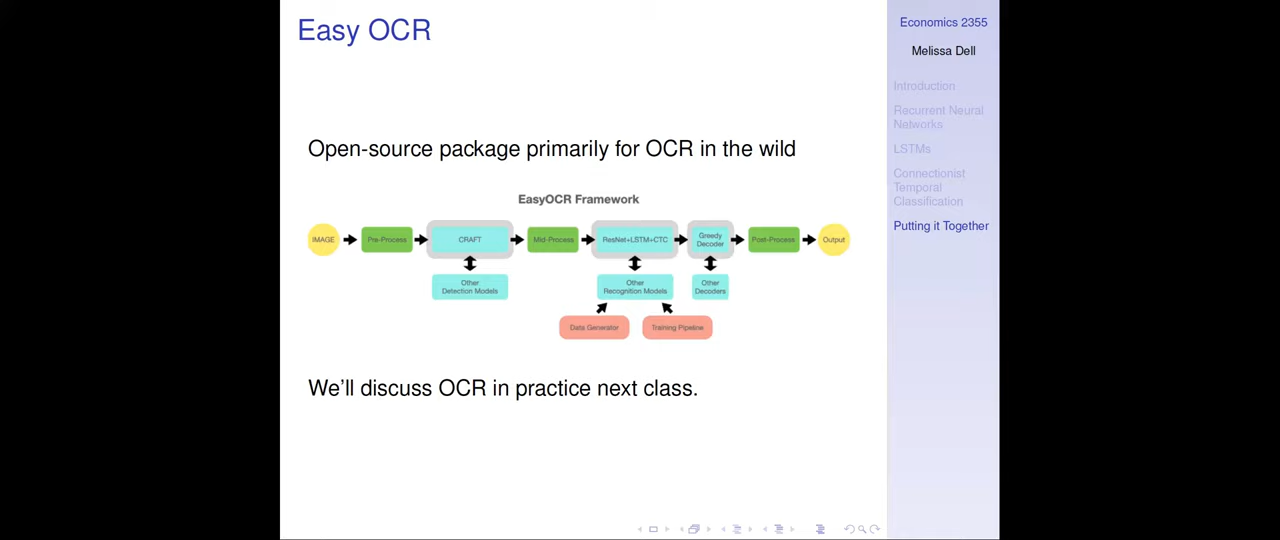 Easy OCR
Open-source package primarily for OCR in the wild
EasyOCR Framework
IMAGE
Pre-Process
CRAFT
Mid-Process
ResNet+LSTM+CTC
Greedy
Decoder
Post-Process
Output
Other
Detection Models
Other
Recognition Models
Other
Decoders
Data Generator
Training Pipeline
We'll discuss OCR in practice next class.
Economics 2355
Melissa Dell
Introduction
Recurrent Neural
Networks
LSTMs
Connectionist
Temporal
Classification
Putting it Together